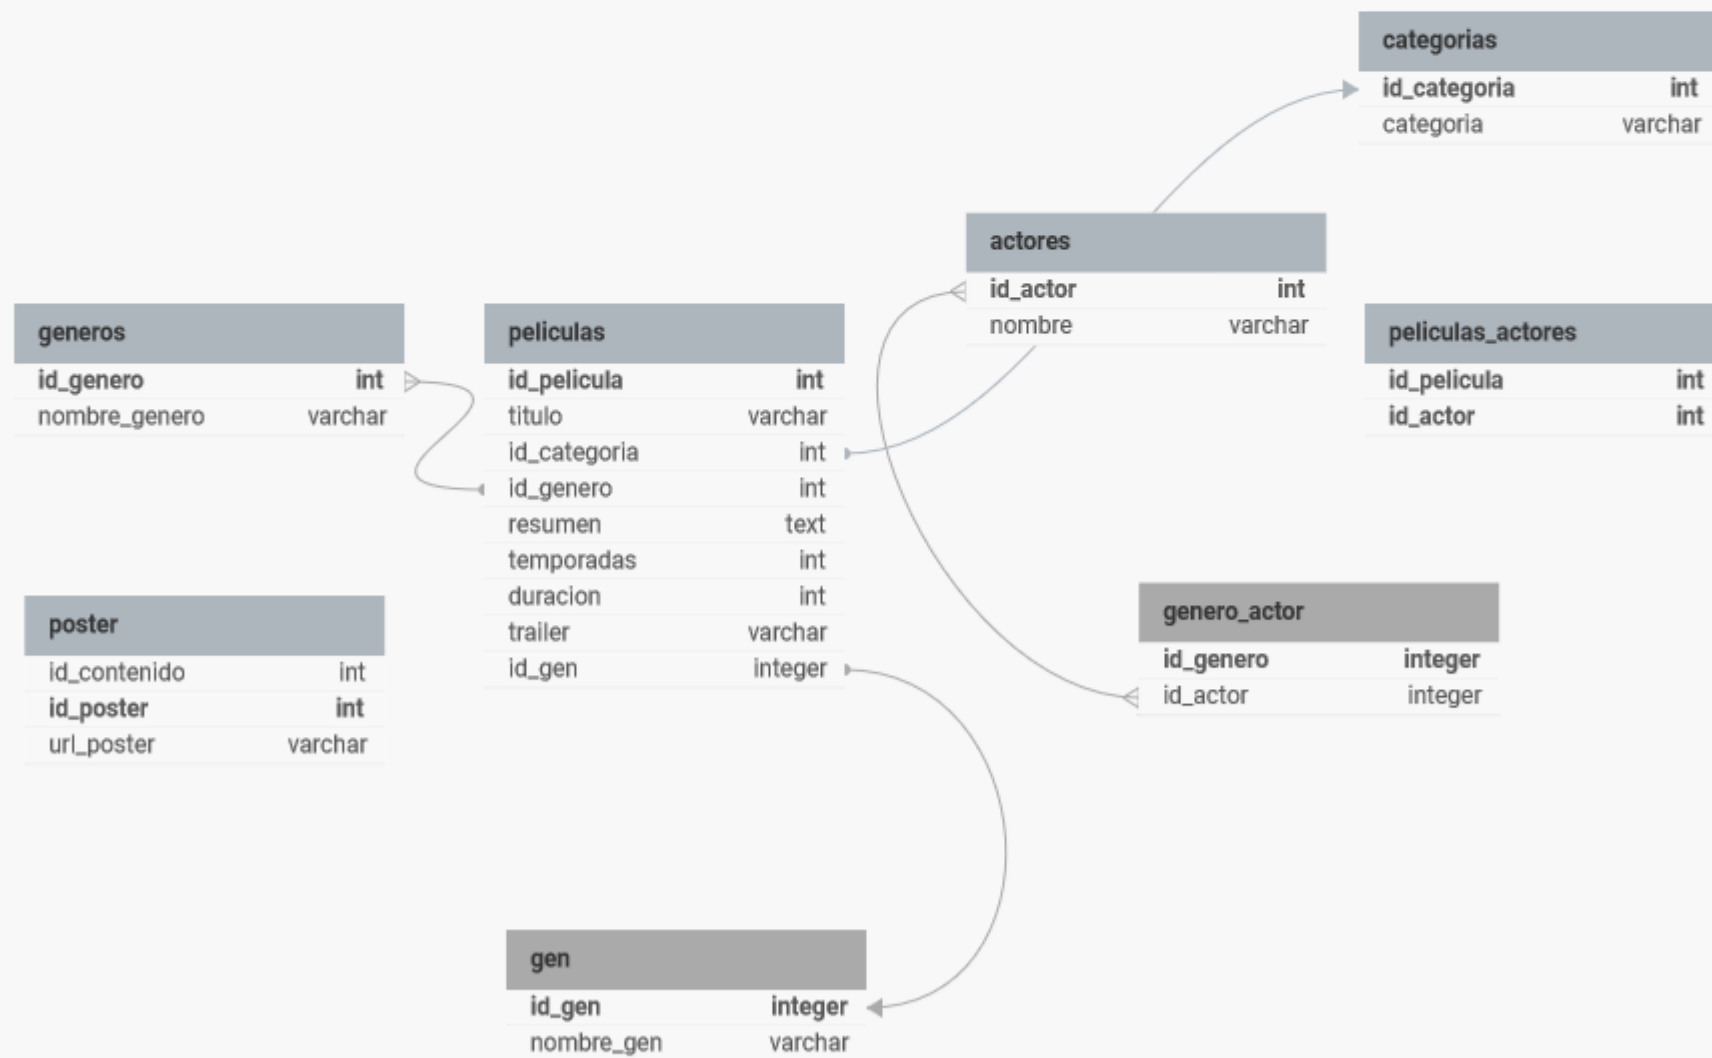 categorias
id_categoria int
categoria varchar
actores
id_actor int
nombre varchar
generos
id_genero int
nombre_genero varchar
peliculas
id_pelicula int
titulo varchar
id_categoria int
id_genero int
resumen text
temporadas int
duracion int
trailer varchar
id_gen integer
peliculas_actores
id_pelicula int
id_actor int
poster
id_contenido int
id_poster int
url_poster varchar
genero_actor
id_genero integer
id_actor integer
gen
id_gen integer
nombre_gen varchar